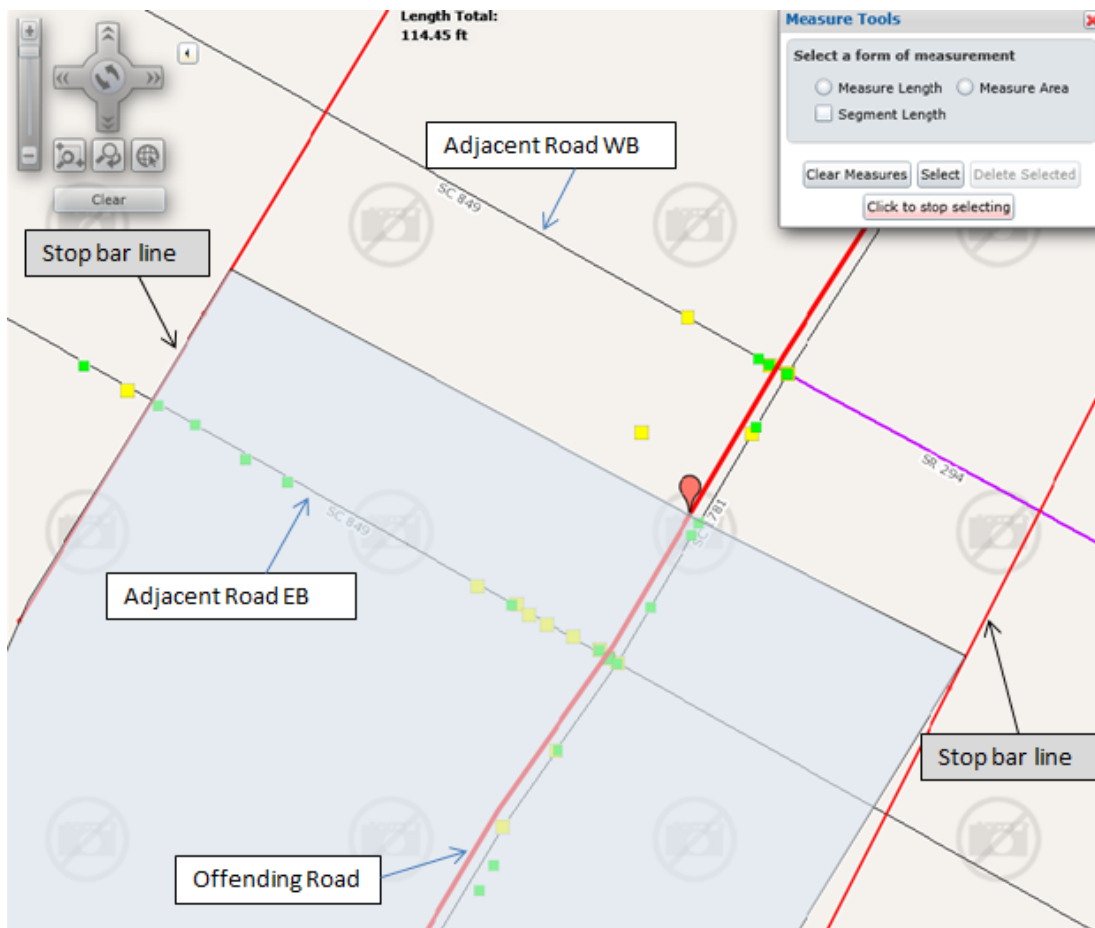 Length Total:
114.45 ft
Measure Tools
Select a form of measurement
Measure Length
Measure Area
Segment Length
Clear Measures
Select
Delete Selected
Click to stop selecting
Clear
Adjacent Road WB
SC 849
Stop bar line
SR 294
SC 849
781
Adjacent Road EB
Stop bar line
Offending Road